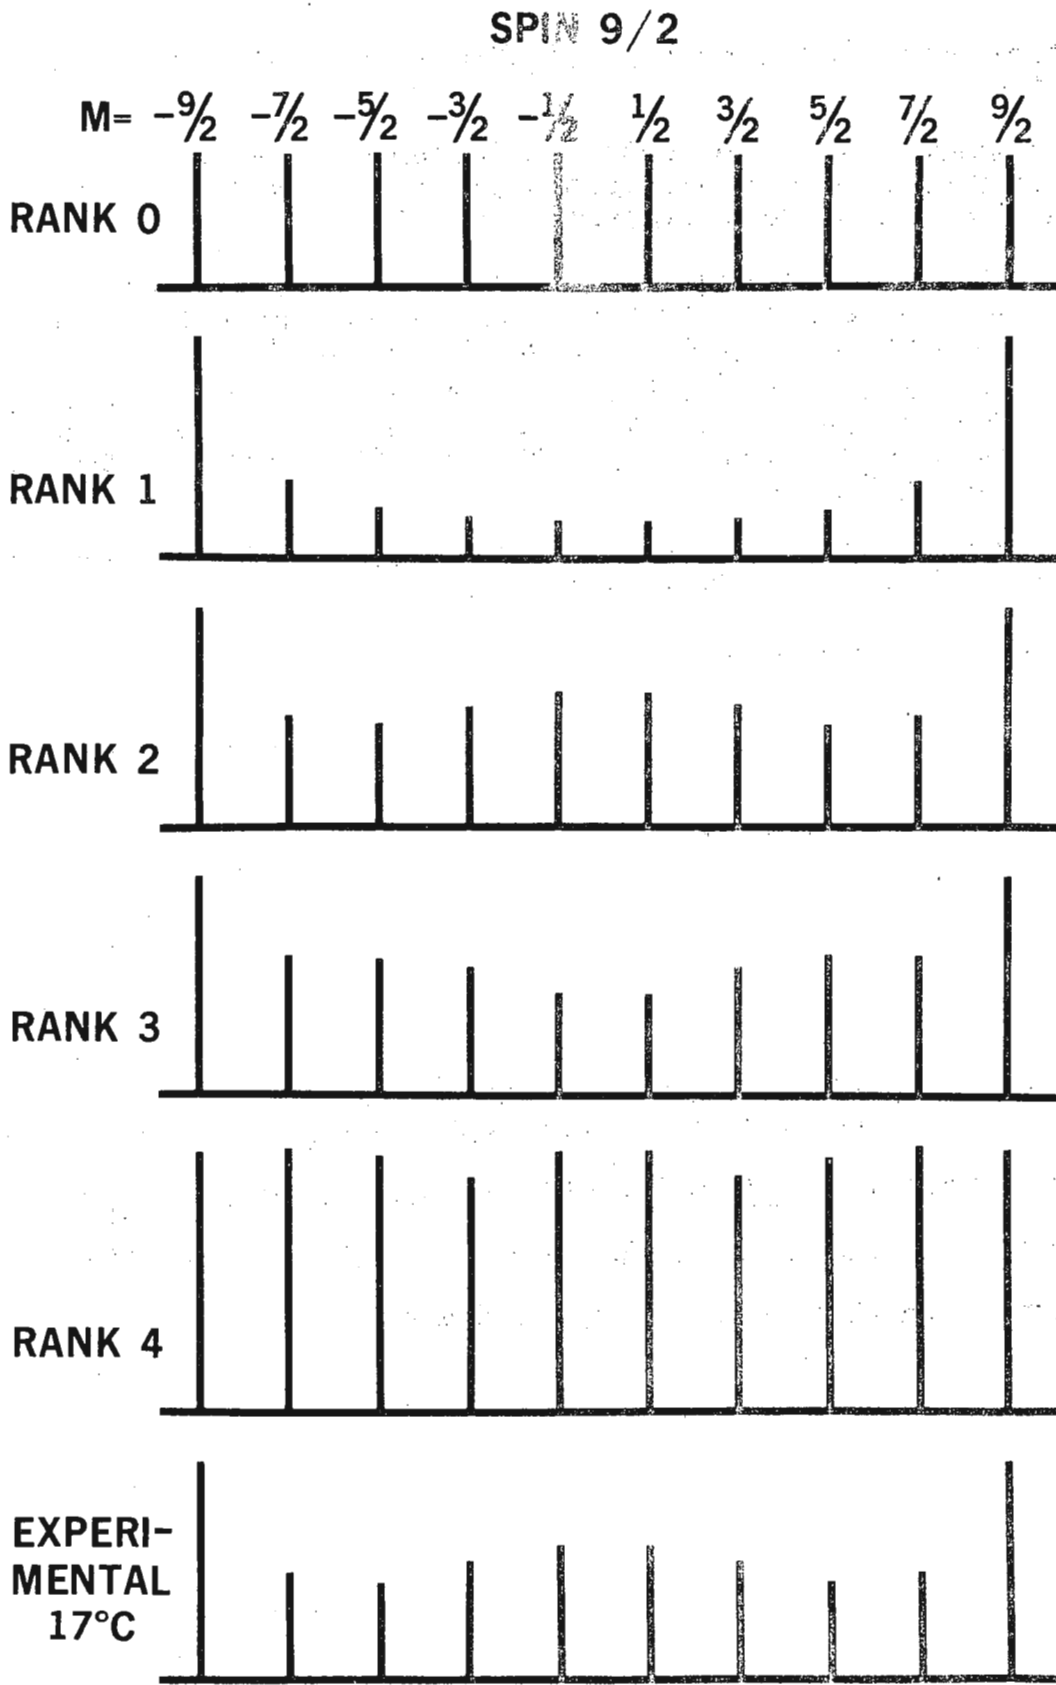 SPIN 9/2
M= -9/2 -7/2 -5/2 -3/2 -1/2 1/2 3/2 5/2 7/2 9/2
RANK 0
RANK 1
RANK 2
RANK 3
RANK 4
EXPERI-
MENTAL
17°C